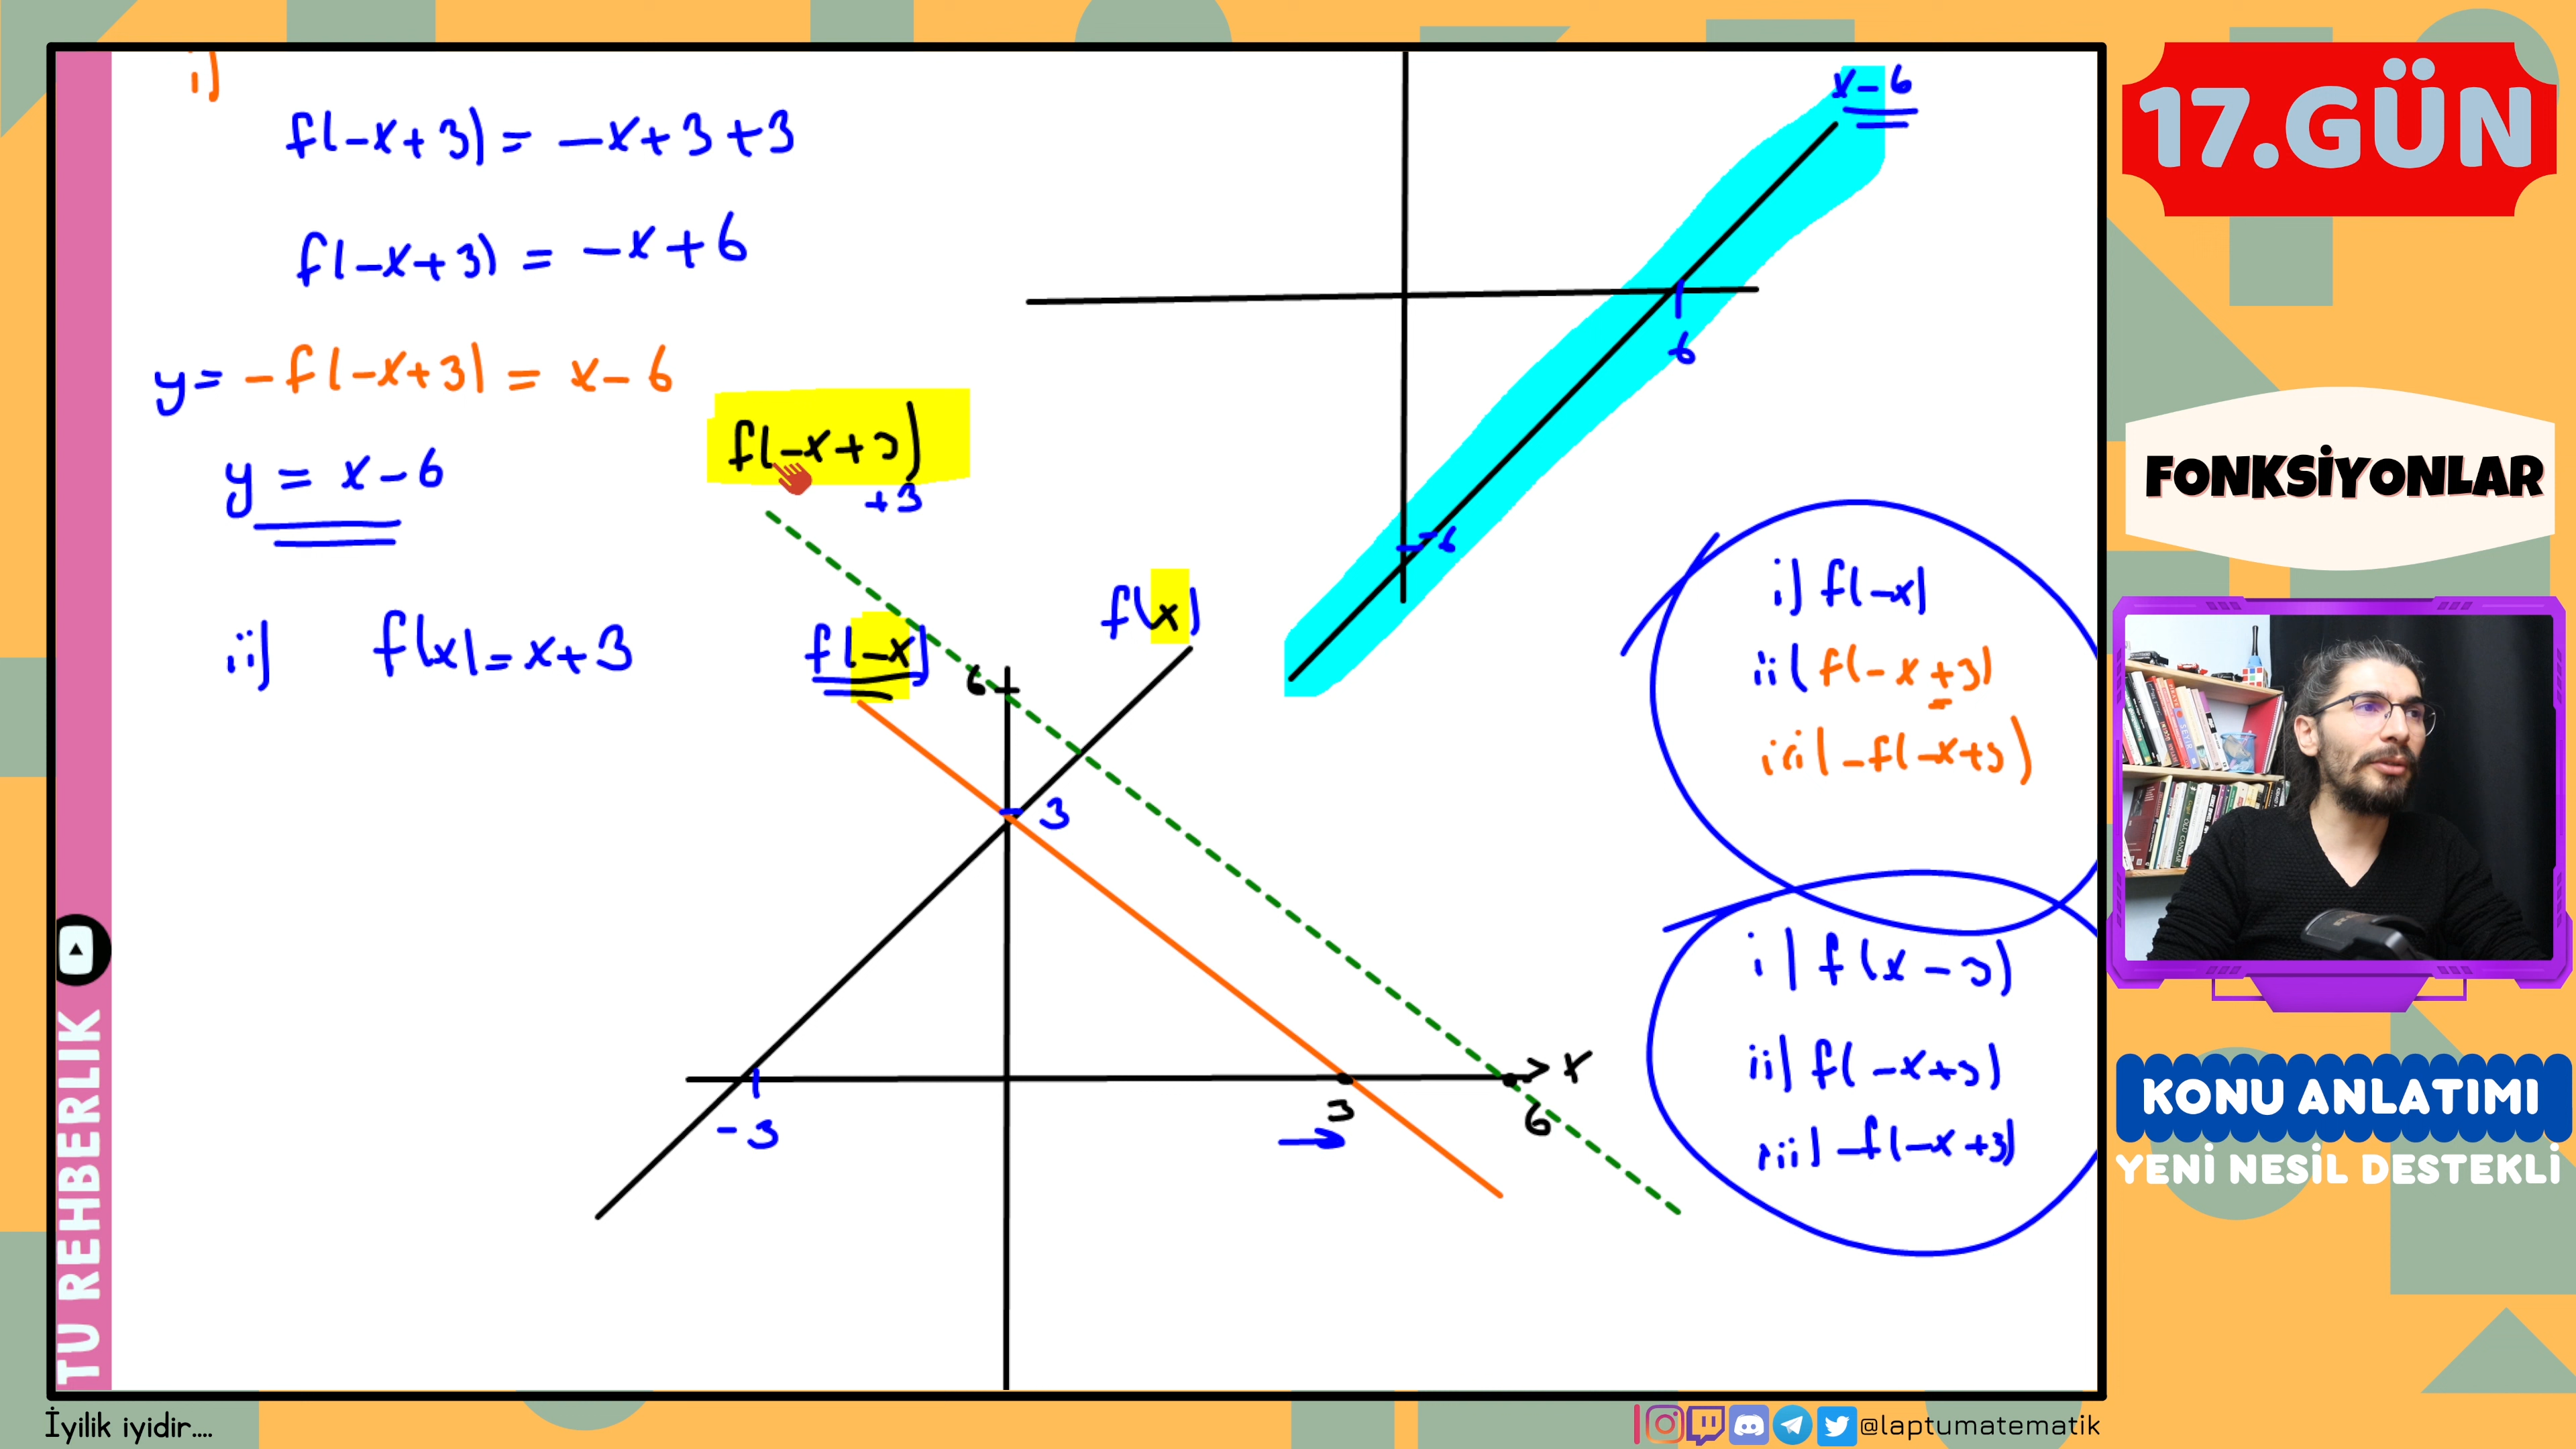 i)
f(-x+3) = -x+3+3
f(-x+3) = -x+6
y = -f(-x+3) = x-6
y = x-6
ii) f(x) = x+3
f(-x+3)
+3
f(-x)
f(x)
6
3
-3
3
6
x
x-6
6
-6
i) f(-x)
ii) f(-x+3)
iii) -f(-x+3)
i) f(x-3)
ii) f(-x+3)
iii) -f(-x+3)
TU REHBERLIK
17.GÜN
FONKSİYONLAR
KONU ANLATIMI
YENİ NESİL DESTEKLİ
İyilik iyidir....
@laptumatematik